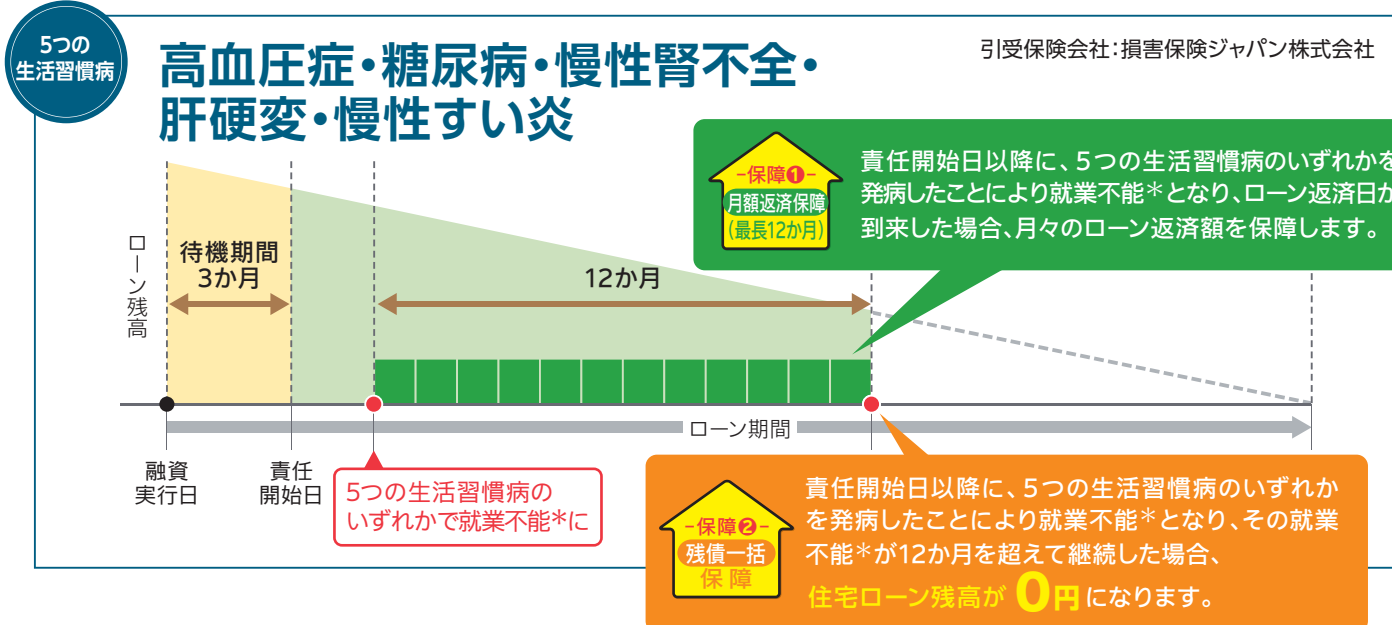 5つの
生活習慣病
高血圧症・糖尿病・慢性腎不全・
肝硬変・慢性すい炎
引受保険会社:損害保険ジャパン株式会社
-保障❶-
月額返済保障
(最長12か月)
責任開始日以降に、5つの生活習慣病のいずれかを
発病したことにより就業不能*となり、ローン返済日が
到来した場合、月々のローン返済額を保障します。
ローン残高
待機期間
3か月
12か月
ローン期間
融資
実行日
責任
開始日
5つの生活習慣病の
いずれかで就業不能*に
-保障❷-
残債一括
保障
責任開始日以降に、5つの生活習慣病のいずれか
を発病したことにより就業不能*となり、その就業
不能*が12か月を超えて継続した場合、
住宅ローン残高が0円になります。